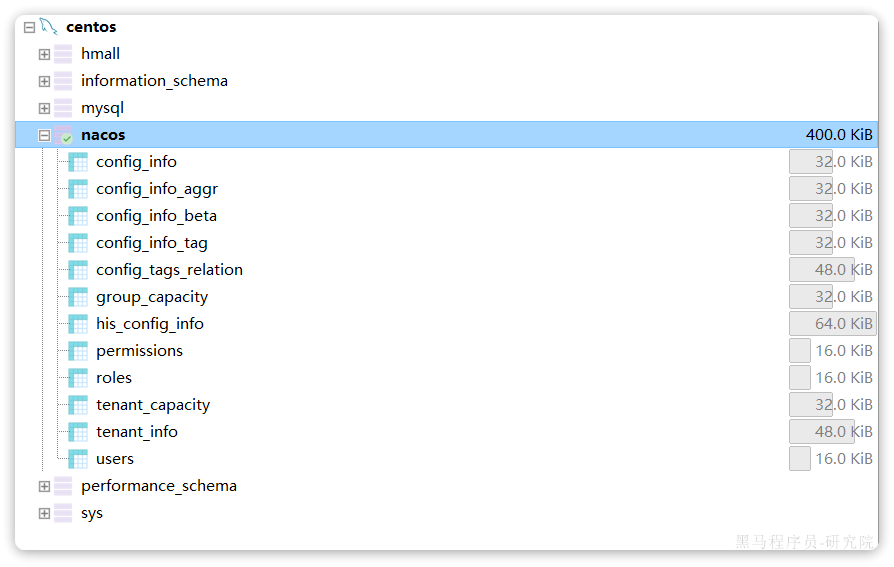 centos
hmall
information_schema
mysql
nacos 400.0 KiB
config_info 32.0 KiB
config_info_aggr 32.0 KiB
config_info_beta 32.0 KiB
config_info_tag 32.0 KiB
config_tags_relation 48.0 KiB
group_capacity 32.0 KiB
his_config_info 64.0 KiB
permissions 16.0 KiB
roles 16.0 KiB
tenant_capacity 32.0 KiB
tenant_info 48.0 KiB
users 16.0 KiB
performance_schema
sys
黑马程序员-研究院